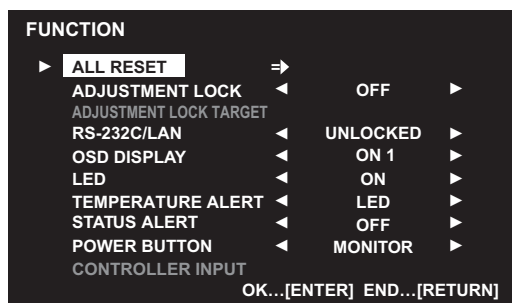 FUNCTION
ALL RESET
ADJUSTMENT LOCK OFF
ADJUSTMENT LOCK TARGET
RS-232C/LAN UNLOCKED
OSD DISPLAY ON 1
LED ON
TEMPERATURE ALERT LED
STATUS ALERT OFF
POWER BUTTON MONITOR
CONTROLLER INPUT
OK...[ENTER] END...[RETURN]